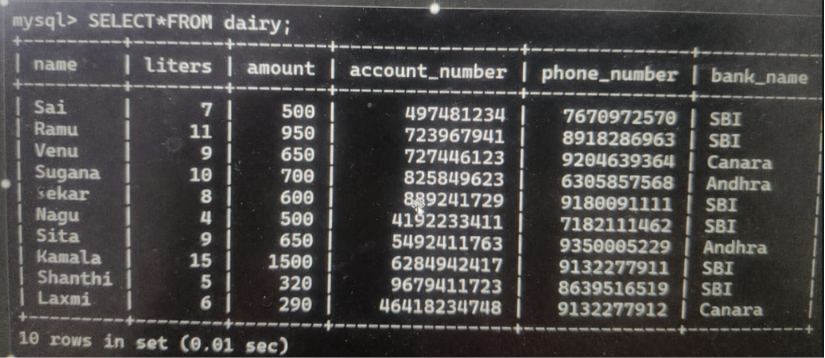 mysql> SELECT*FROM dairy;
name | liters | amount | account_number | phone_number | bank_name
Sai | 7 | 500 | 497481234 | 7670972570 | SBI
Ramu | 11 | 950 | 723967941 | 8918286963 | SBI
Venu | 9 | 650 | 727446123 | 9204639364 | Canara
Sugana | 10 | 700 | 825849623 | 6305857568 | Andhra
sekar | 8 | 600 | 889241729 | 9180091111 | SBI
Nagu | 4 | 500 | 4192233411 | 7182111462 | SBI
Sita | 9 | 650 | 5492411763 | 9350005229 | Andhra
Kamala | 15 | 1500 | 6284942417 | 9132277911 | SBI
Shanthi | 5 | 320 | 9679411723 | 8639516519 | SBI
Laxmi | 6 | 290 | 46418234748 | 9132277912 | Canara
10 rows in set (0.01 sec)